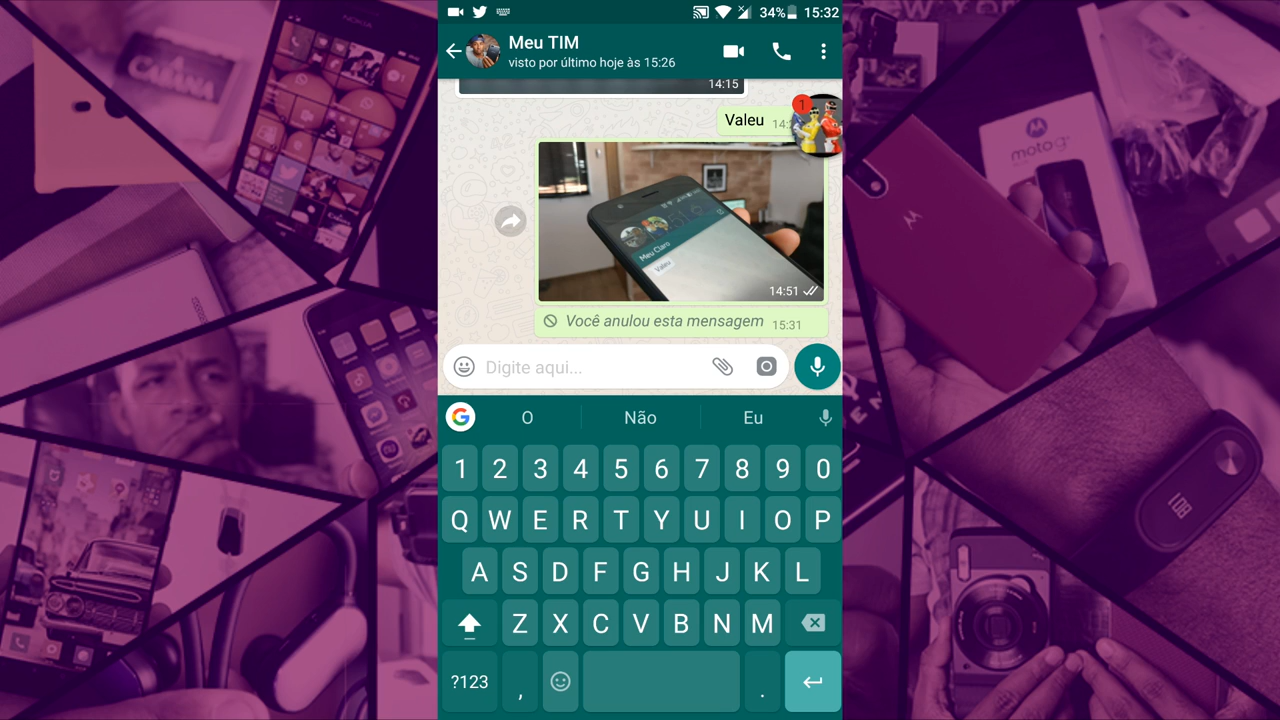 34% 15:32
Meu TIM
visto por último hoje às 15:26
14:15
Valeu
1
Meu Claro
Valeu
14:51
Você anulou esta mensagem 15:31
Digite aqui...
G O Não Eu
1 2 3 4 5 6 7 8 9 0
Q W E R T Y U I O P
A S D F G H J K L
Z X C V B N M
?123 , .
A CABANA
NOKIA
moto g